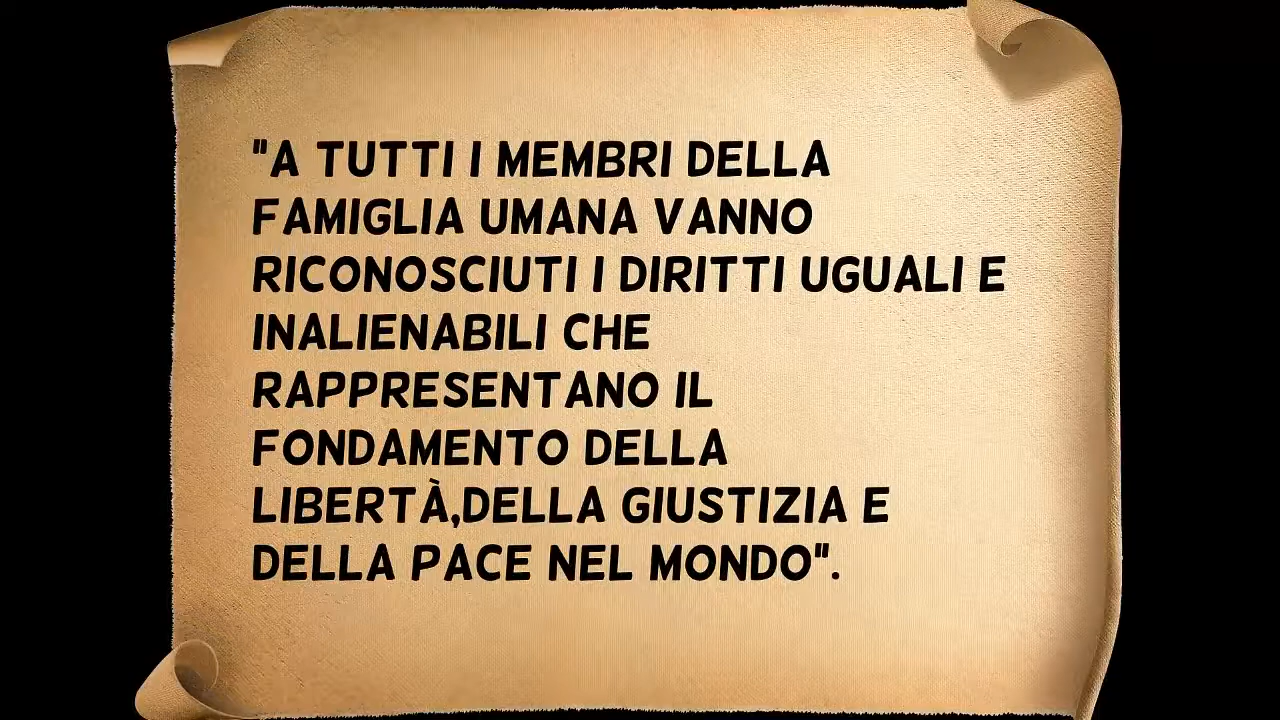 "A TUTTI I MEMBRI DELLA
FAMIGLIA UMANA VANNO
RICONOSCIUTI I DIRITTI UGUALI E
INALIENABILI CHE
RAPPRESENTANO IL
FONDAMENTO DELLA
LIBERTÀ,DELLA GIUSTIZIA E
DELLA PACE NEL MONDO".